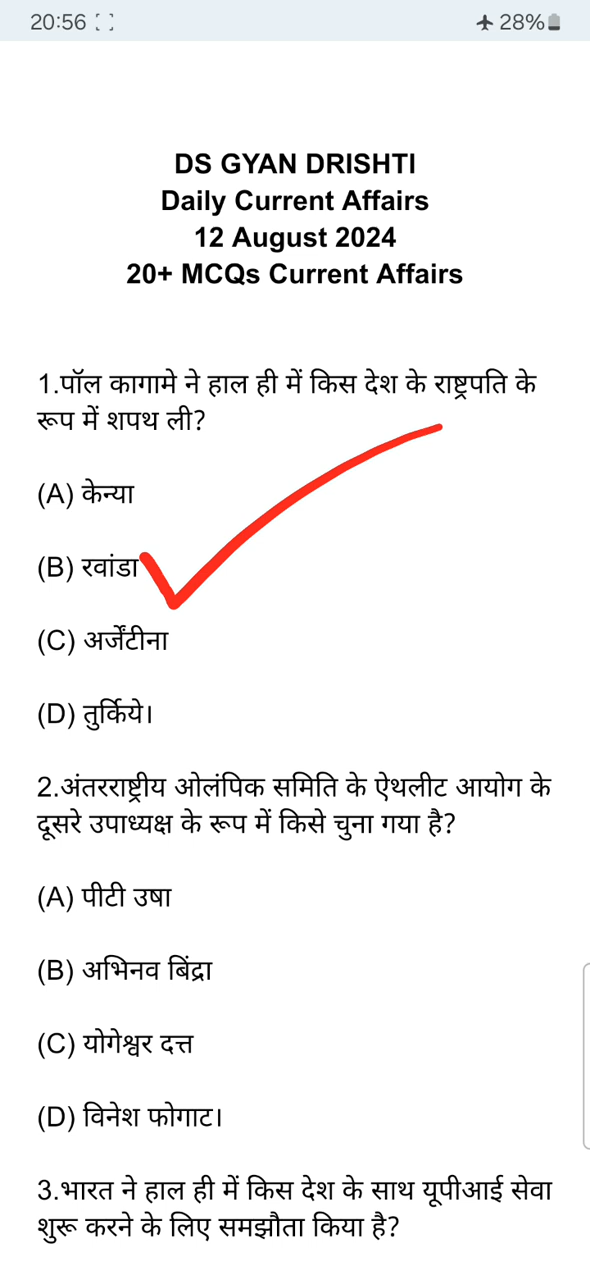 20:56
28%
DS GYAN DRISHTI
Daily Current Affairs
12 August 2024
20+ MCQs Current Affairs
1.पॉल कागामे ने हाल ही में किस देश के राष्ट्रपति के
रूप में शपथ ली?
(A) केन्या
(B) रवांडा
(C) अर्जेंटीना
(D) तुर्किये।
2.अंतरराष्ट्रीय ओलंपिक समिति के ऐथलीट आयोग के
दूसरे उपाध्यक्ष के रूप में किसे चुना गया है?
(A) पीटी उषा
(B) अभिनव बिंद्रा
(C) योगेश्वर दत्त
(D) विनेश फोगाट।
3.भारत ने हाल ही में किस देश के साथ यूपीआई सेवा
शुरू करने के लिए समझौता किया है?